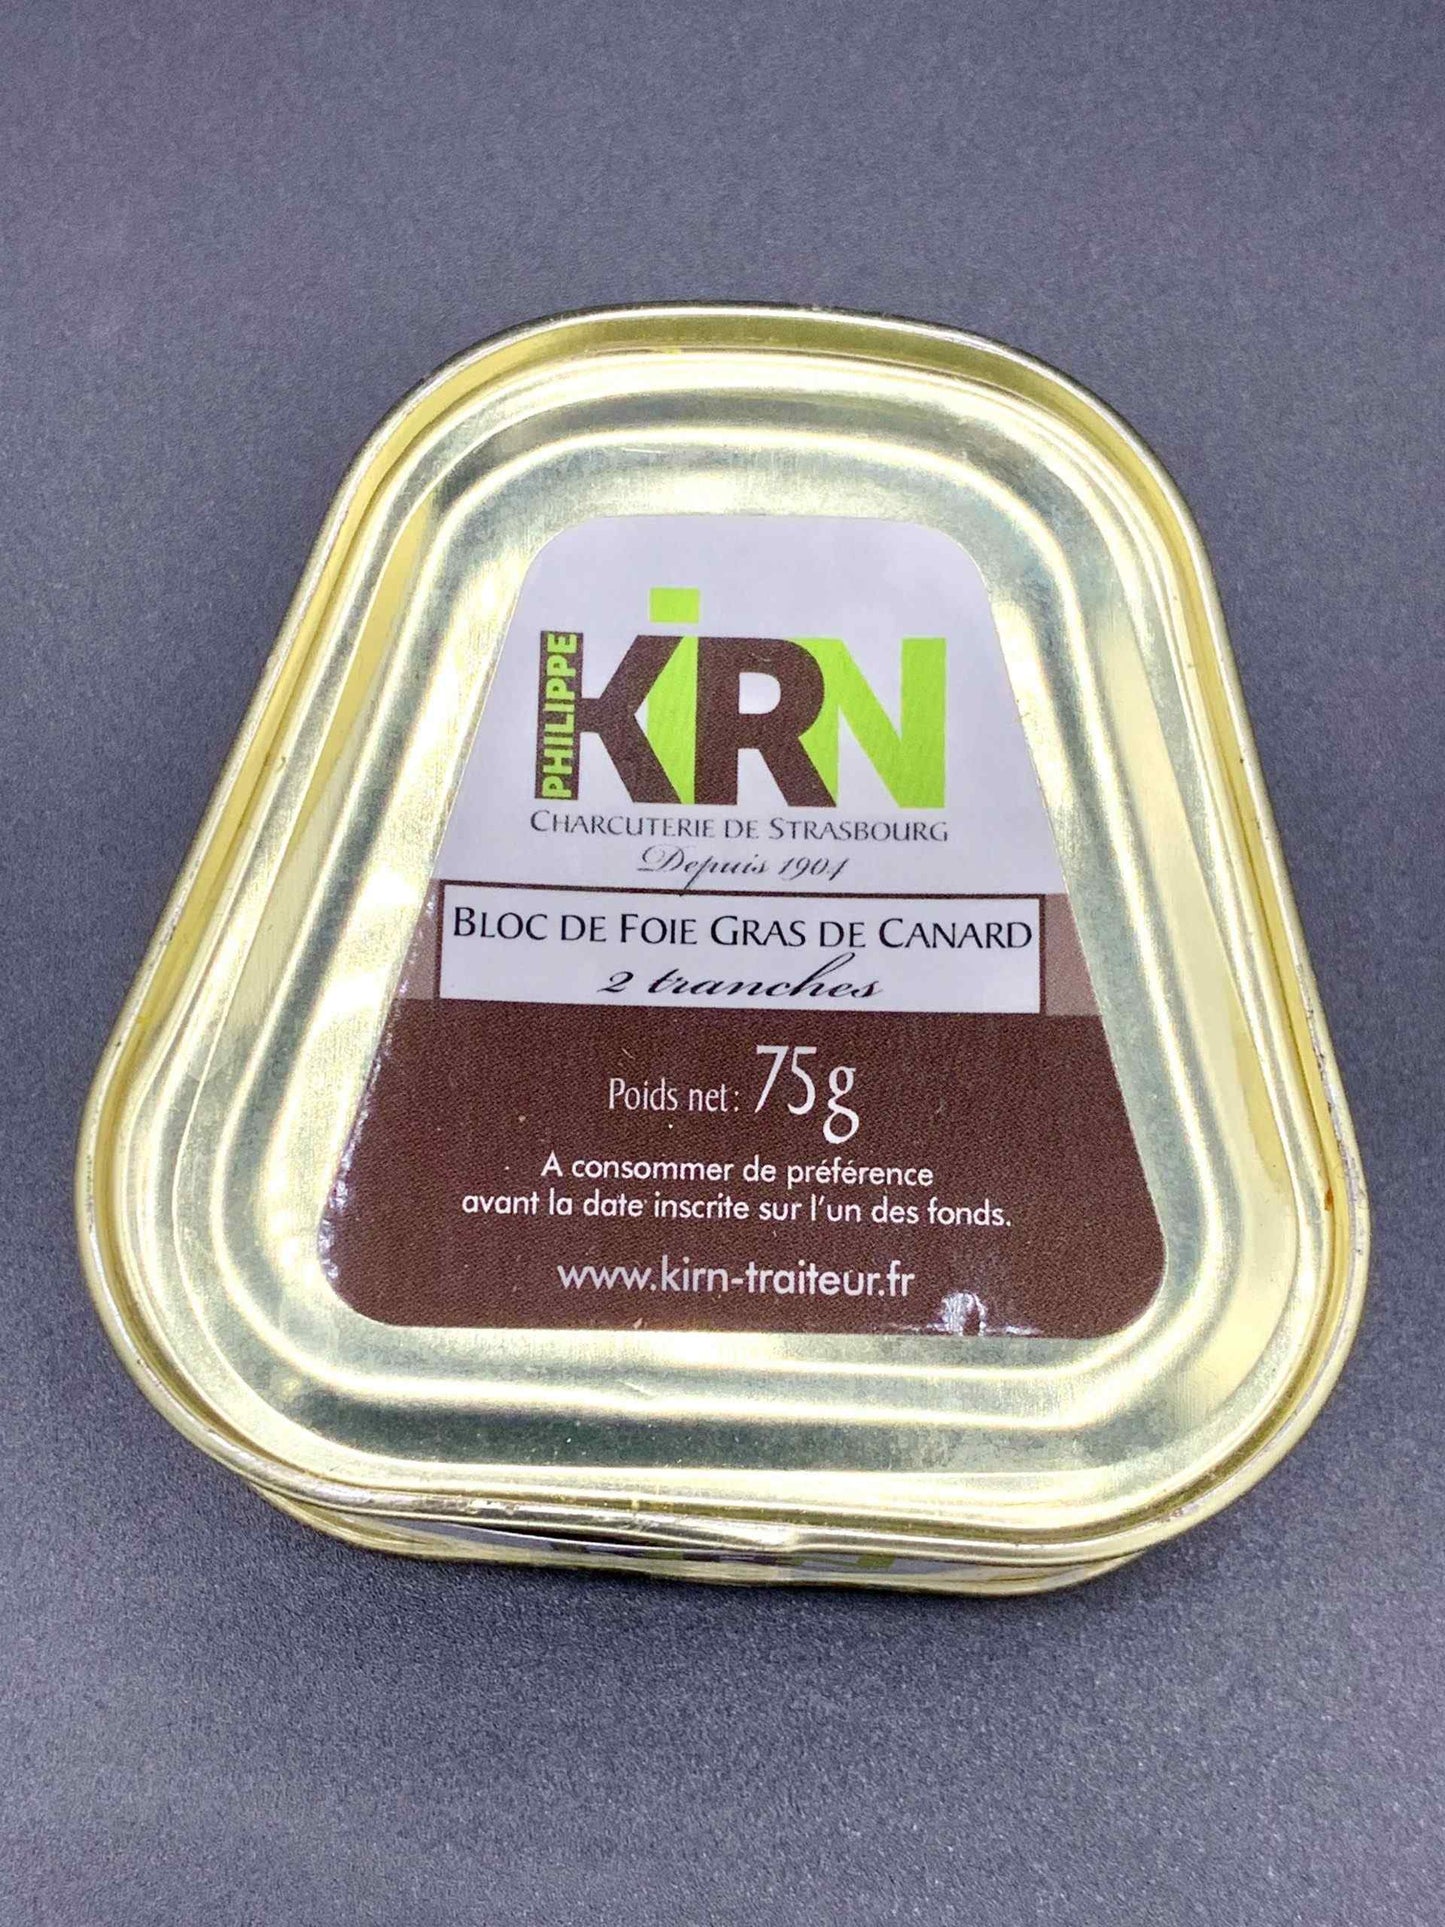 PHILIPPE
KiRN
CHARCUTERIE DE STRASBOURG
Depuis 1904
BLOC DE FOIE GRAS DE CANARD
2 tranches
Poids net: 75g
A consommer de préférence
avant la date inscrite sur l'un des fonds.
www.kirn-traiteur.fr